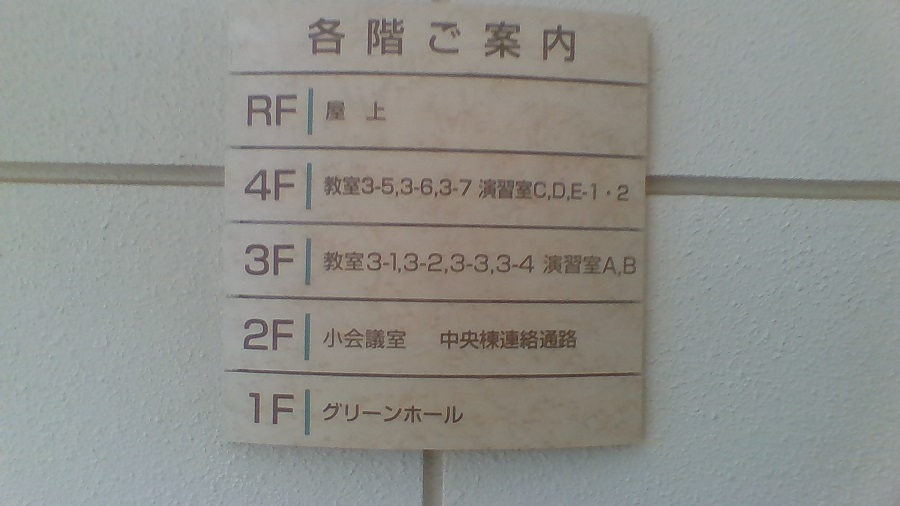 各階ご案内
RF 屋上
4F 教室3-5,3-6,3-7 演習室C,D,E-1・2
3F 教室3-1,3-2,3-3,3-4 演習室A,B
2F 小会議室 中央棟連絡通路
1F グリーンホール